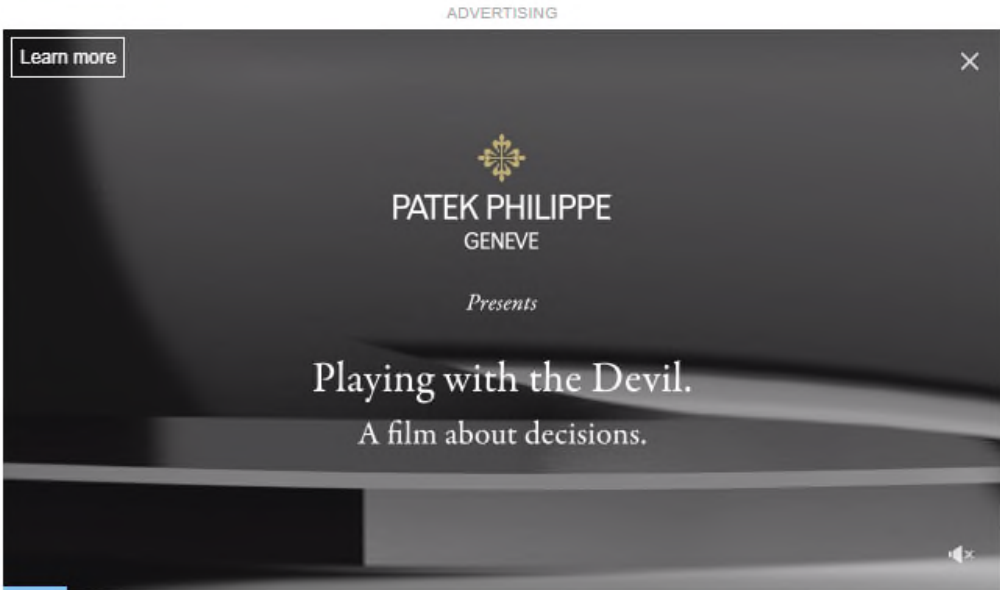 ADVERTISING
Learn more
PATEK PHILIPPE
GENEVE
Presents
Playing with the Devil.
A film about decisions.